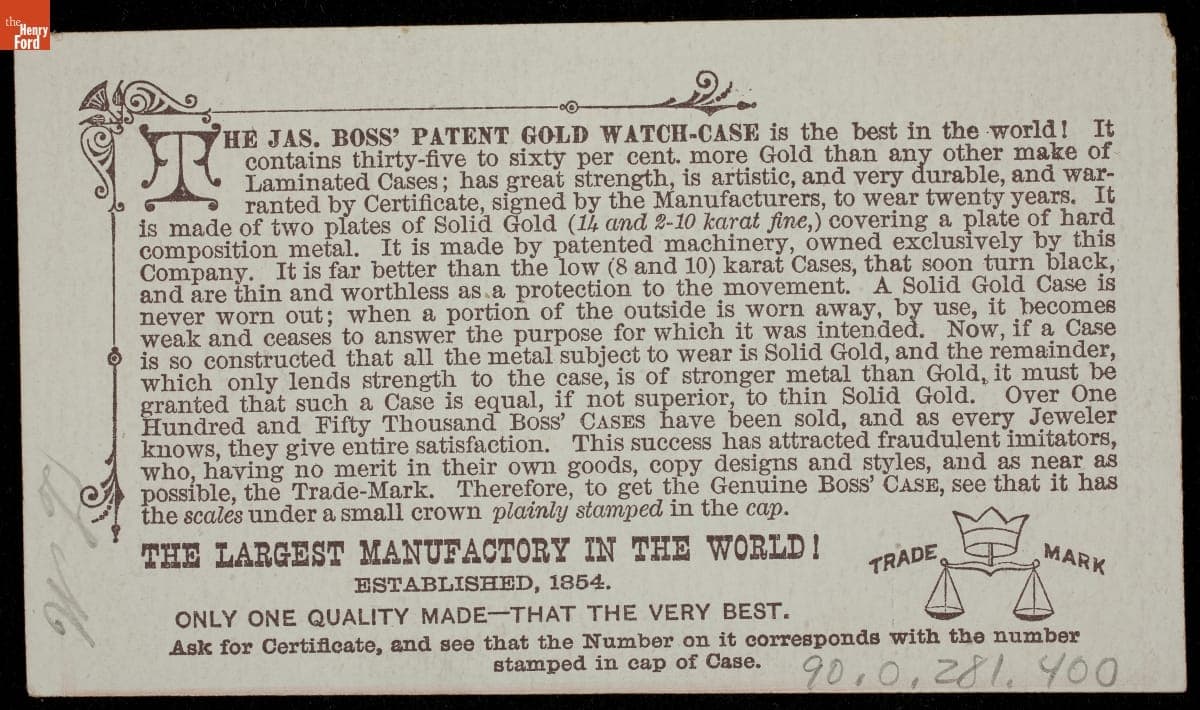 the
Henry
Ford
THE JAS. BOSS' PATENT GOLD WATCH-CASE is the best in the world! It
contains thirty-five to sixty per cent. more Gold than any other make of
Laminated Cases; has great strength, is artistic, and very durable, and war-
ranted by Certificate, signed by the Manufacturers, to wear twenty years. It
is made of two plates of Solid Gold (14 and 2-10 karat fine,) covering a plate of hard
composition metal. It is made by patented machinery, owned exclusively by this
Company. It is far better than the low (8 and 10) karat Cases, that soon turn black,
and are thin and worthless as a protection to the movement. A Solid Gold Case is
never worn out; when a portion of the outside is worn away, by use, it becomes
weak and ceases to answer the purpose for which it was intended. Now, if a Case
is so constructed that all the metal subject to wear is Solid Gold, and the remainder,
which only lends strength to the case, is of stronger metal than Gold, it must be
granted that such a Case is equal, if not superior, to thin Solid Gold. Over One
Hundred and Fifty Thousand BOSS' CASES have been sold, and as every Jeweler
knows, they give entire satisfaction. This success has attracted fraudulent imitators,
who, having no merit in their own goods, copy designs and styles, and as near as
possible, the Trade-Mark. Therefore, to get the Genuine BOSS' CASE, see that it has
the scales under a small crown plainly stamped in the cap.
THE LARGEST MANUFACTORY IN THE WORLD!
ESTABLISHED, 1854.
ONLY ONE QUALITY MADE—THAT THE VERY BEST.
Ask for Certificate, and see that the Number on it corresponds with the number
stamped in cap of Case.
TRADE MARK
90.0.281.400